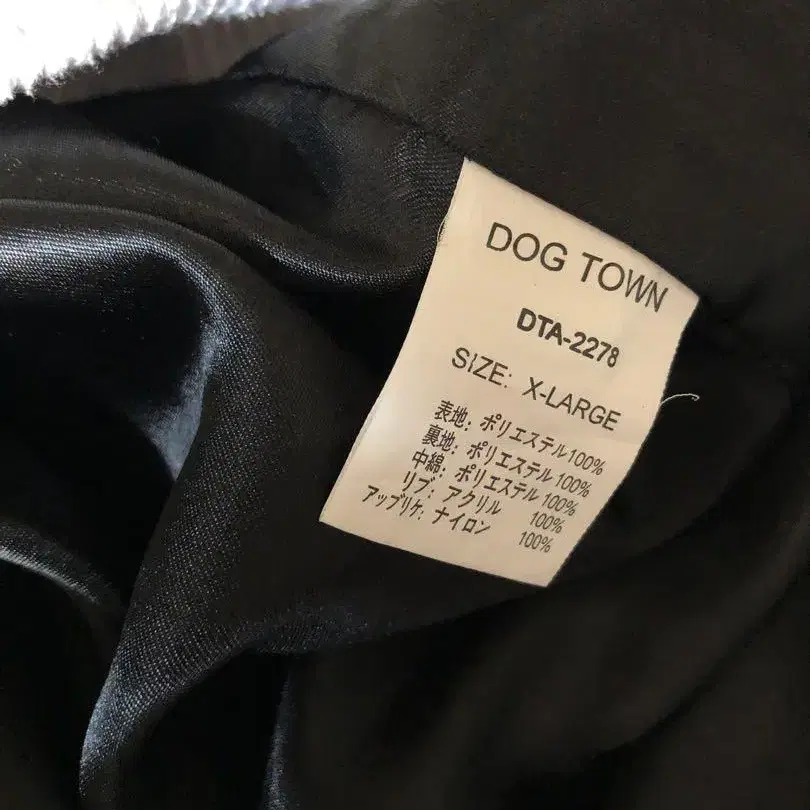 DOG TOWN
DTA-2278
SIZE: X-LARGE
表地: ポリエステル100%
裏地: ポリエステル100%
中綿: ポリエステル100%
リブ: アクリル 100%
アップリケ: ナイロン 100%